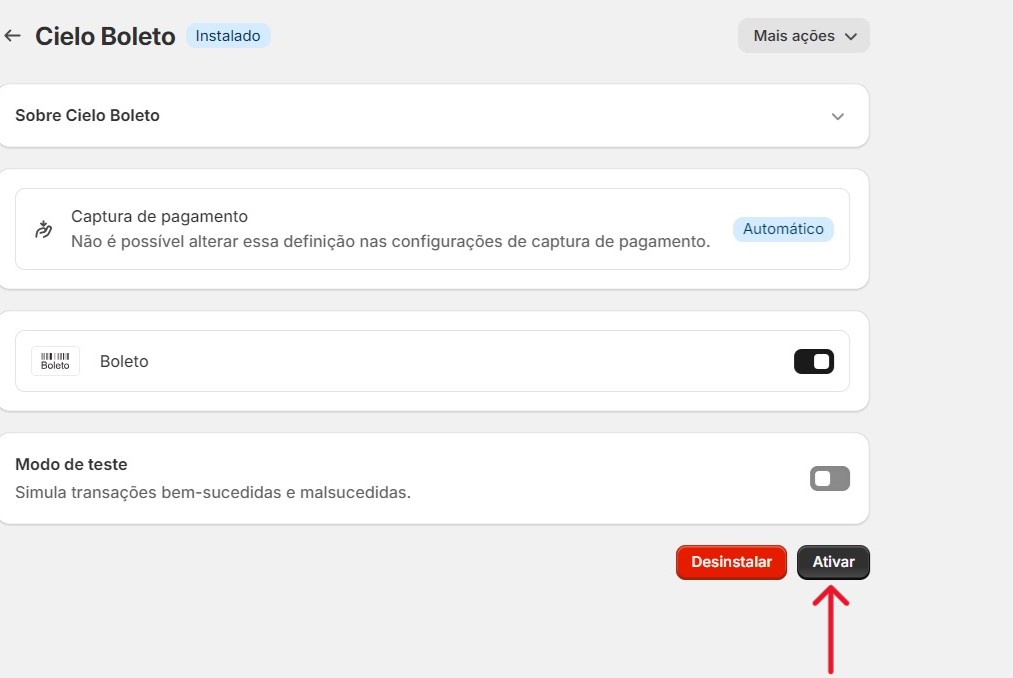 Cielo Boleto Instalado Mais ações
Sobre Cielo Boleto
Captura de pagamento
Não é possível alterar essa definição nas configurações de captura de pagamento.
Automático
Boleto
Boleto
Modo de teste
Simula transações bem-sucedidas e malsucedidas.
Desinstalar Ativar